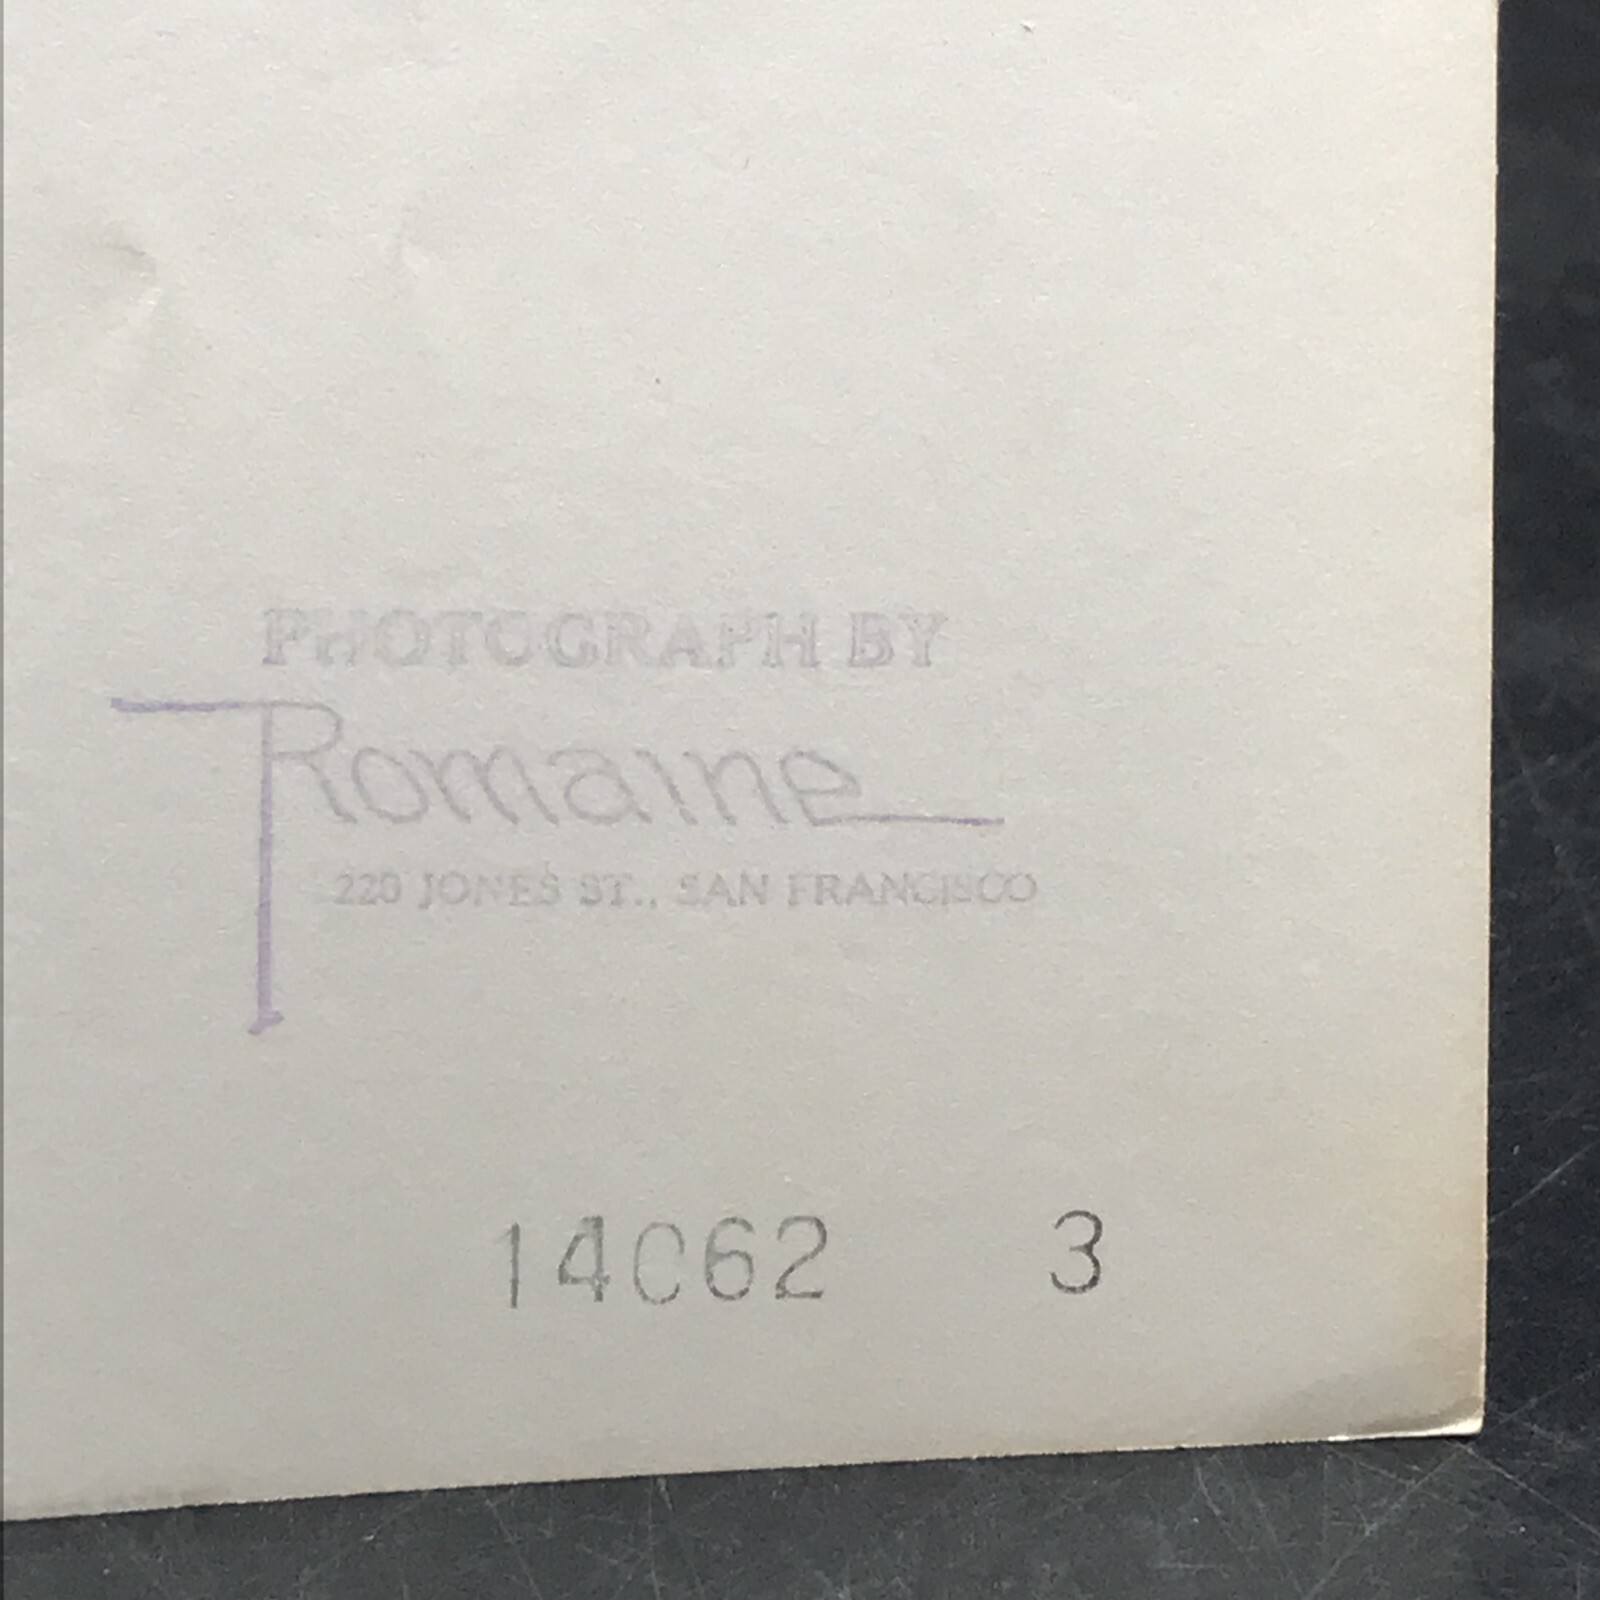 PHOTOGRAPH BY
Romaine
220 JONES ST., SAN FRANCISCO
14062 3